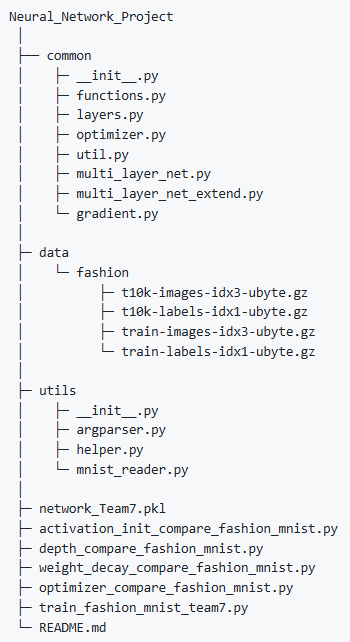 Neural_Network_Project
│
├── common
│   ├─ __init__.py
│   ├─ functions.py
│   ├─ layers.py
│   ├─ optimizer.py
│   ├─ util.py
│   ├─ multi_layer_net.py
│   ├─ multi_layer_net_extend.py
│   └─ gradient.py
│
├─ data
│   └─ fashion
│         ├─ t10k-images-idx3-ubyte.gz
│         ├─ t10k-labels-idx1-ubyte.gz
│         ├─ train-images-idx3-ubyte.gz
│         └─ train-labels-idx1-ubyte.gz
│
├─ utils
│   ├─ __init__.py
│   ├─ argparser.py
│   ├─ helper.py
│   └─ mnist_reader.py
│
├─ network_Team7.pkl
├─ activation_init_compare_fashion_mnist.py
├─ depth_compare_fashion_mnist.py
├─ weight_decay_compare_fashion_mnist.py
├─ optimizer_compare_fashion_mnist.py
├─ train_fashion_mnist_team7.py
└─ README.md